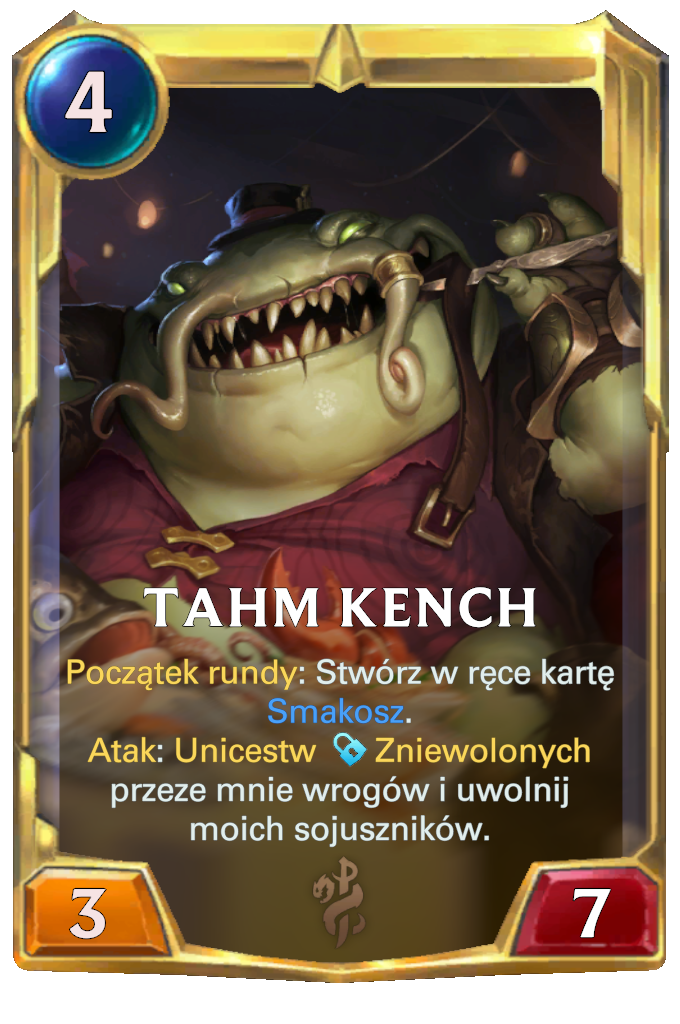 4
TAHM KENCH
Początek rundy: Stwórz w ręce kartę
Smakosz.
Atak: Unicestw Zniewolonych
przeze mnie wrogów i uwolnij
moich sojuszników.
3
7